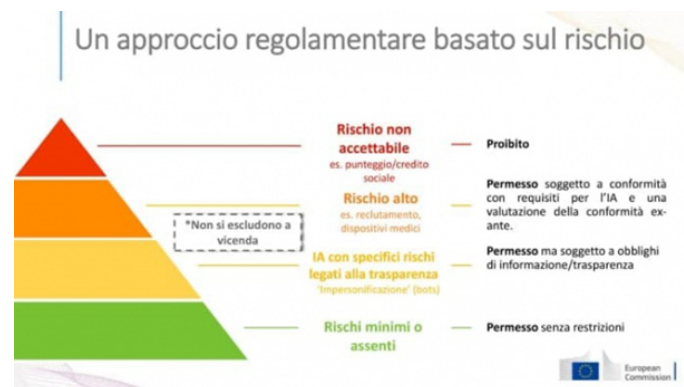 Un approccio regolamentare basato sul rischio
Rischio non
accettabile
es. punteggio/credito
sociale
Proibito
Rischio alto
es. reclutamento,
dispositivi medici
Permesso soggetto a conformità
con requisiti per l'IA e una
valutazione della conformità ex-
ante.
*Non si escludono a
vicenda
IA con specifici rischi
legati alla trasparenza
'Impersonificazione' (bots)
Permesso ma soggetto a obblighi
di informazione/trasparenza
Rischi minimi o
assenti
Permesso senza restrizioni
European
Commission